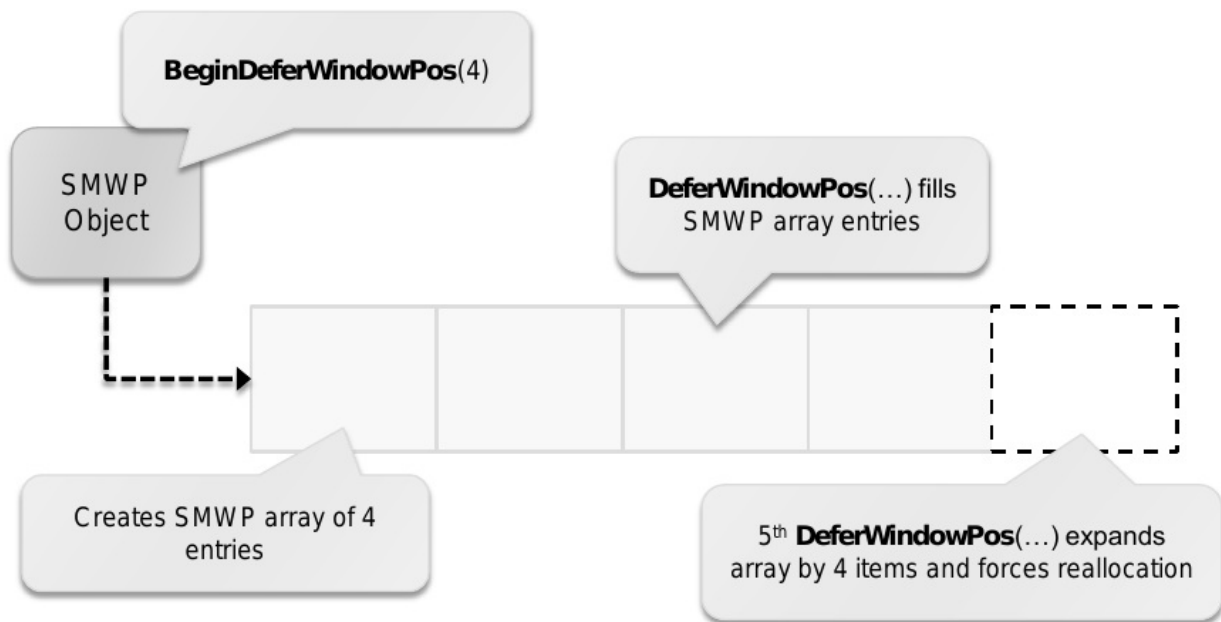 BeginDeferWindowPos(4)
SMWP
Object
DeferWindowPos(…) fills
SMWP array entries
Creates SMWP array of 4
entries
5th DeferWindowPos(…) expands
array by 4 items and forces reallocation